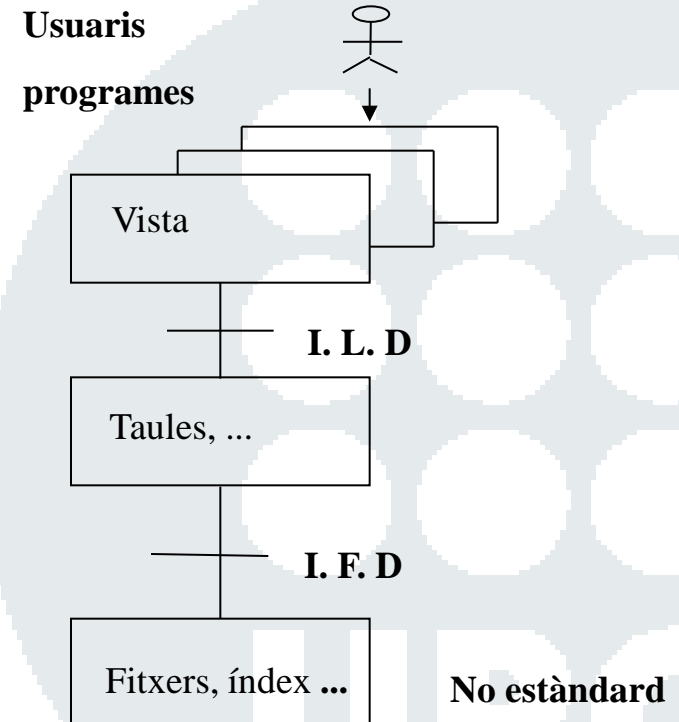 Usuaris
programes
Vista
I. L. D
Taules, ...
I. F. D
Fitxers, índex ...
No estàndard